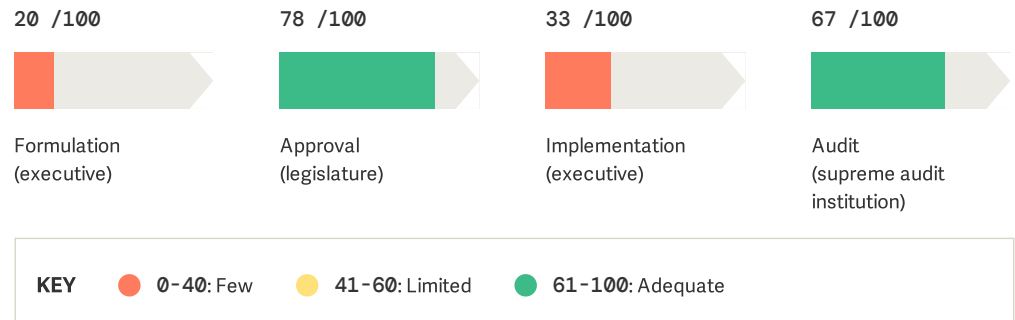 20 /100
78 /100
33 /100
67 /100
Formulation
(executive)
Approval
(legislature)
Implementation
(executive)
Audit
(supreme audit
institution)
KEY
0-40: Few
41-60: Limited
61-100: Adequate